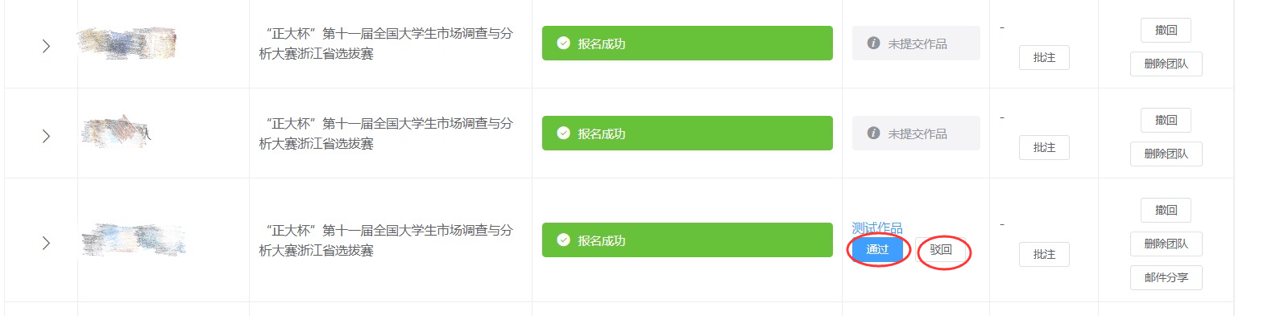 “正大杯”第十一届全国大学生市场调查与分
析大赛浙江省选拔赛
报名成功
未提交作品
-
批注
撤回
删除团队
“正大杯”第十一届全国大学生市场调查与分
析大赛浙江省选拔赛
报名成功
未提交作品
-
批注
撤回
删除团队
“正大杯”第十一届全国大学生市场调查与分
析大赛浙江省选拔赛
报名成功
测试作品
通过 驳回
-
批注
撤回
删除团队
邮件分享